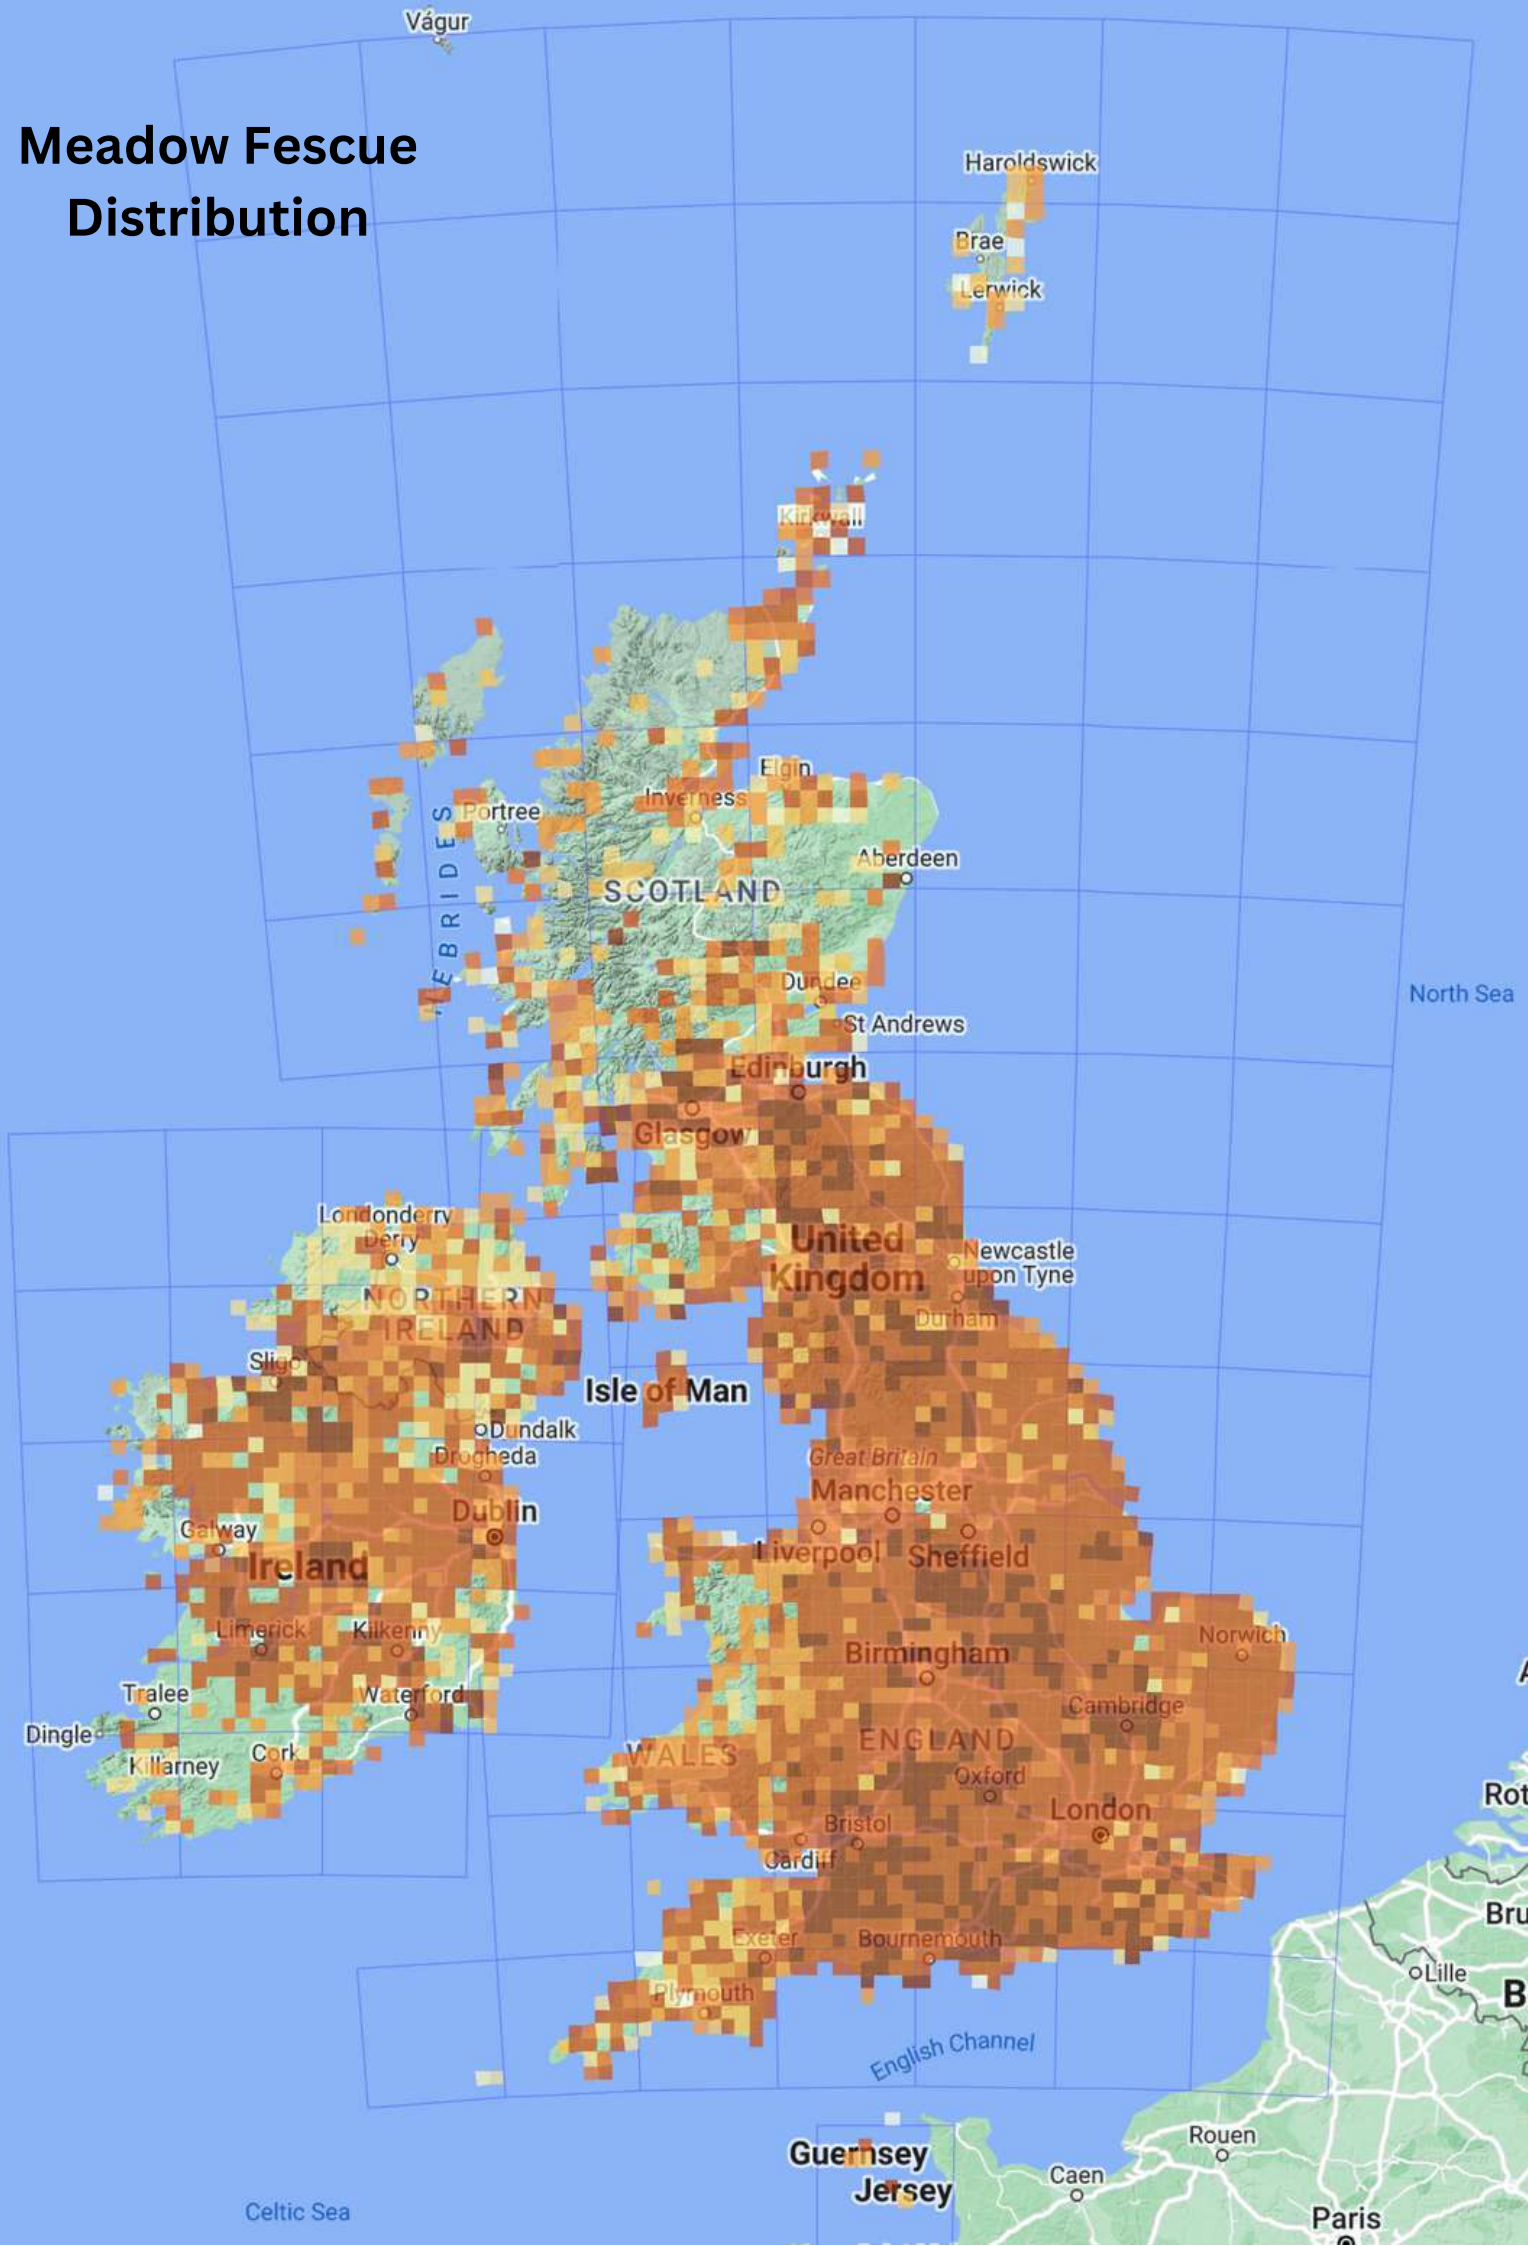 Vágur
Meadow Fescue
Distribution
Haroldswick
Brae
Lerwick
Kirkwall
Elgin
Inverness
Portree
HEBRIDES
Aberdeen
SCOTLAND
Dundee
North Sea
St Andrews
Edinburgh
Glasgow
Londonderry
Derry
United
Kingdom
Newcastle
upon Tyne
NORTHERN
IRELAND
Durham
Sligo
Isle of Man
Dundalk
Drogheda
Great Britain
Manchester
Dublin
Galway
Ireland
Liverpool
Sheffield
Limerick
Kilkenny
Norwich
Birmingham
Tralee
Waterford
Cambridge
Dingle
ENGLAND
WALES
Cork
Killarney
Oxford
Rot
London
Bristol
Cardiff
Bru
Exeter
Bournemouth
Lille
B
Plymouth
English Channel
Rouen
Guernsey
Caen
Jersey
Celtic Sea
Paris